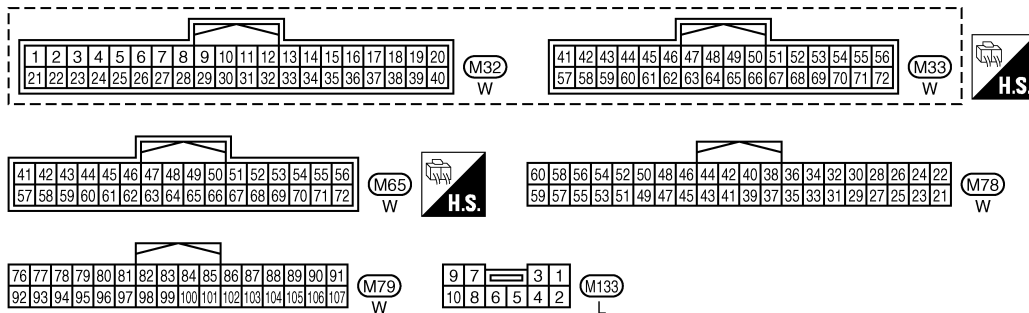 1 2 3 4 5 6 7 8 9 10 11 12 13 14 15 16 17 18 19 20
21 22 23 24 25 26 27 28 29 30 31 32 33 34 35 36 37 38 39 40
M32
W
41 42 43 44 45 46 47 48 49 50 51 52 53 54 55 56
57 58 59 60 61 62 63 64 65 66 67 68 69 70 71 72
M33
W
H.S.
41 42 43 44 45 46 47 48 49 50 51 52 53 54 55 56
57 58 59 60 61 62 63 64 65 66 67 68 69 70 71 72
M65
W
H.S.
60 58 56 54 52 50 48 46 44 42 40 38 36 34 32 30 28 26 24 22
59 57 55 53 51 49 47 45 43 41 39 37 35 33 31 29 27 25 23 21
M78
W
76 77 78 79 80 81 82 83 84 85 86 87 88 89 90 91
92 93 94 95 96 97 98 99 100 101 102 103 104 105 106 107
M79
W
9 7 3 1
10 8 6 5 4 2
M133
L